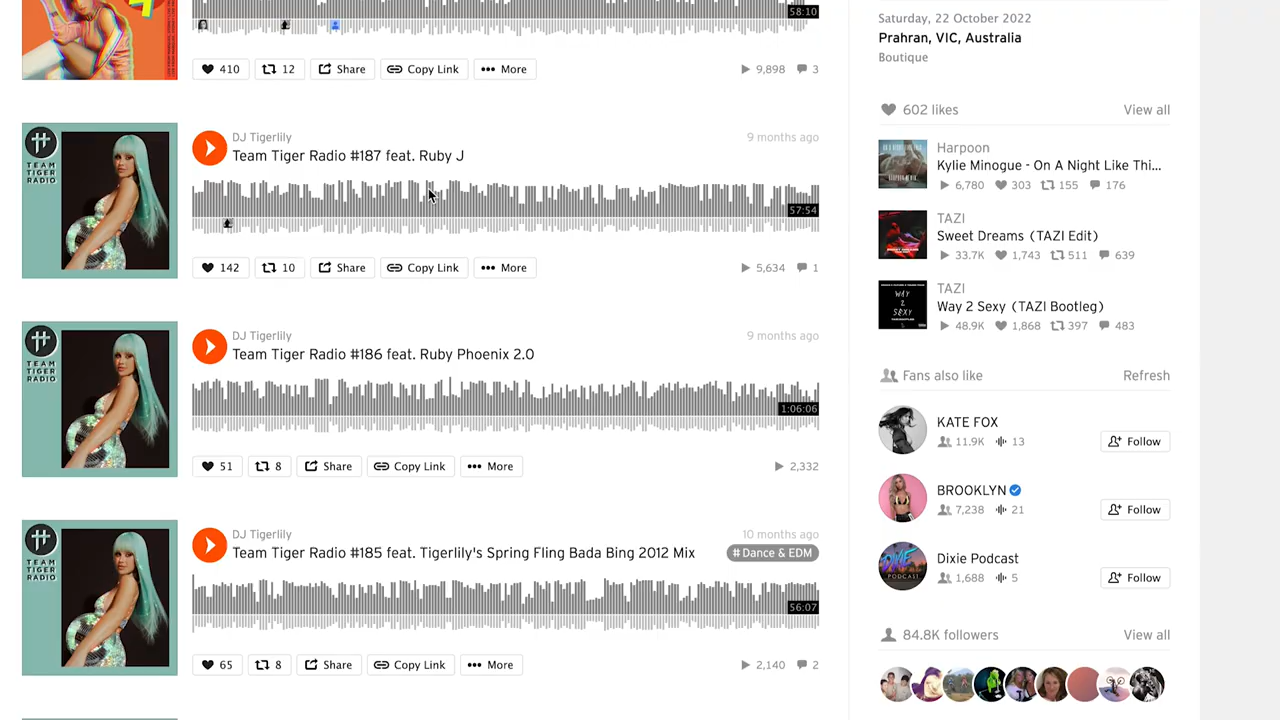 58:10
410
12
Share
Copy Link
More
9,898
3
TEAM
TIGER
RADIO
DJ Tigerlily
9 months ago
Team Tiger Radio #187 feat. Ruby J
57:54
142
10
Share
Copy Link
More
5,634
1
TEAM
TIGER
RADIO
DJ Tigerlily
9 months ago
Team Tiger Radio #186 feat. Ruby Phoenix 2.0
1:06:06
51
8
Share
Copy Link
More
2,332
TEAM
TIGER
RADIO
DJ Tigerlily
10 months ago
Team Tiger Radio #185 feat. Tigerlily's Spring Fling Bada Bing 2012 Mix
# Dance & EDM
56:07
65
8
Share
Copy Link
More
2,140
2
Saturday, 22 October 2022
Prahran, VIC, Australia
Boutique
602 likes
View all
Harpoon
Kylie Minogue - On A Night Like Thi...
6,780
303
155
176
TAZI
Sweet Dreams (TAZI Edit)
33.7K
1,743
511
639
WAY
2
SEXY
TAZI
Way 2 Sexy (TAZI Bootleg)
48.9K
1,868
397
483
Fans also like
Refresh
KATE FOX
11.9K
13
Follow
BROOKLYN
7,238
21
Follow
PODCAST
Dixie Podcast
1,688
5
Follow
84.8K followers
View all